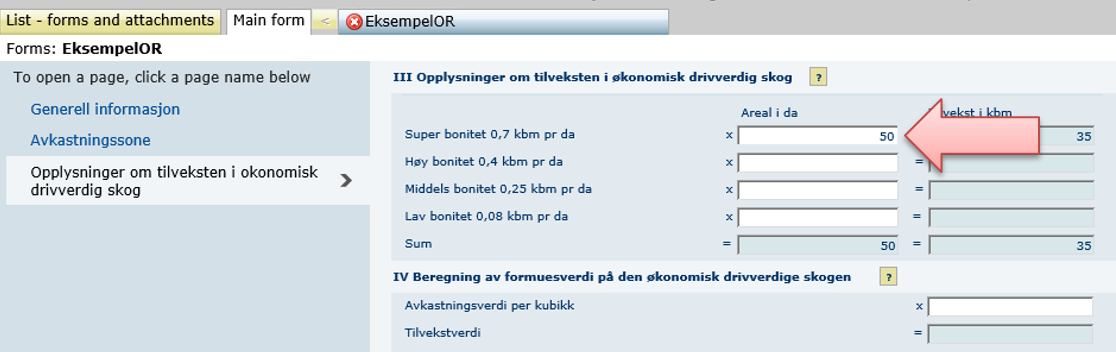 List - forms and attachments Main form < EksempelOR
Forms: EksempelOR
To open a page, click a page name below
Generell informasjon
Avkastningssone
Opplysninger om tilveksten i okonomisk
drivverdig skog
III Opplysninger om tilveksten i økonomisk drivverdig skog ?
Areal i da vekst i kbm
Super bonitet 0,7 kbm pr da x 50 35
Høy bonitet 0,4 kbm pr da x =
Middels bonitet 0,25 kbm pr da x =
Lav bonitet 0,08 kbm pr da x =
Sum = 50 = 35
IV Beregning av formuesverdi på den økonomisk drivverdige skogen ?
Avkastningsverdi per kubikk x
Tilvekstverdi =